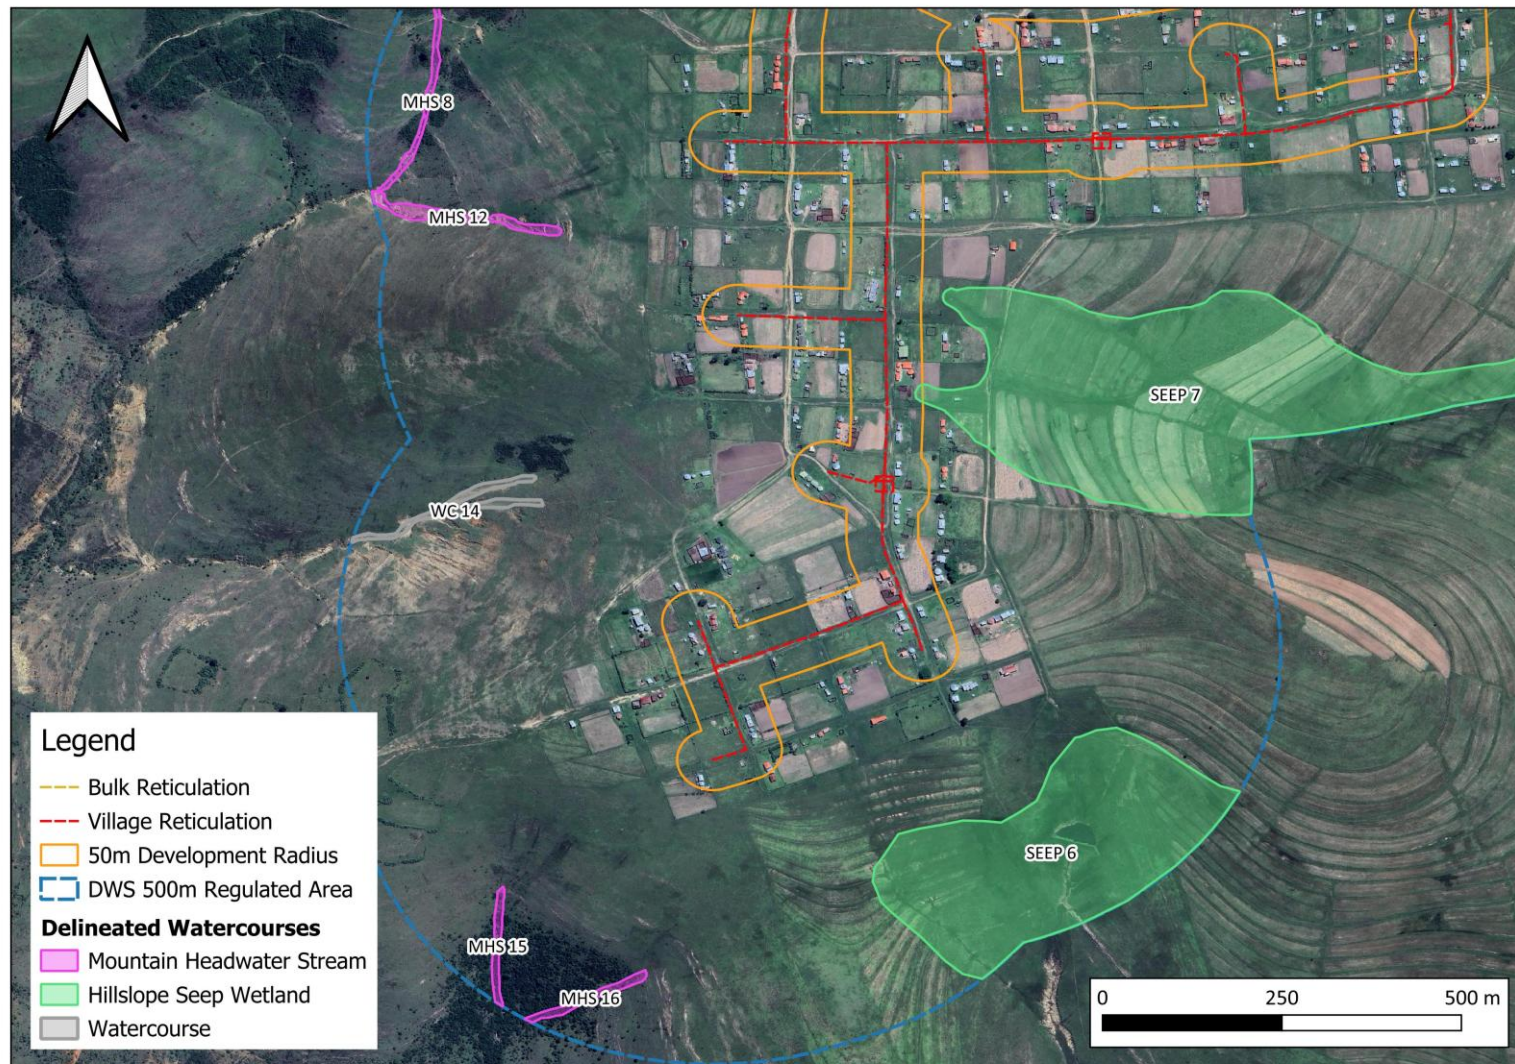 MHS 8
MHS 12
SEEP 7
WC 14
SEEP 6
MHS 15
MHS 16
Legend
Bulk Reticulation
Village Reticulation
50m Development Radius
DWS 500m Regulated Area
Delineated Watercourses
Mountain Headwater Stream
Hillslope Seep Wetland
Watercourse
0 250 500 m